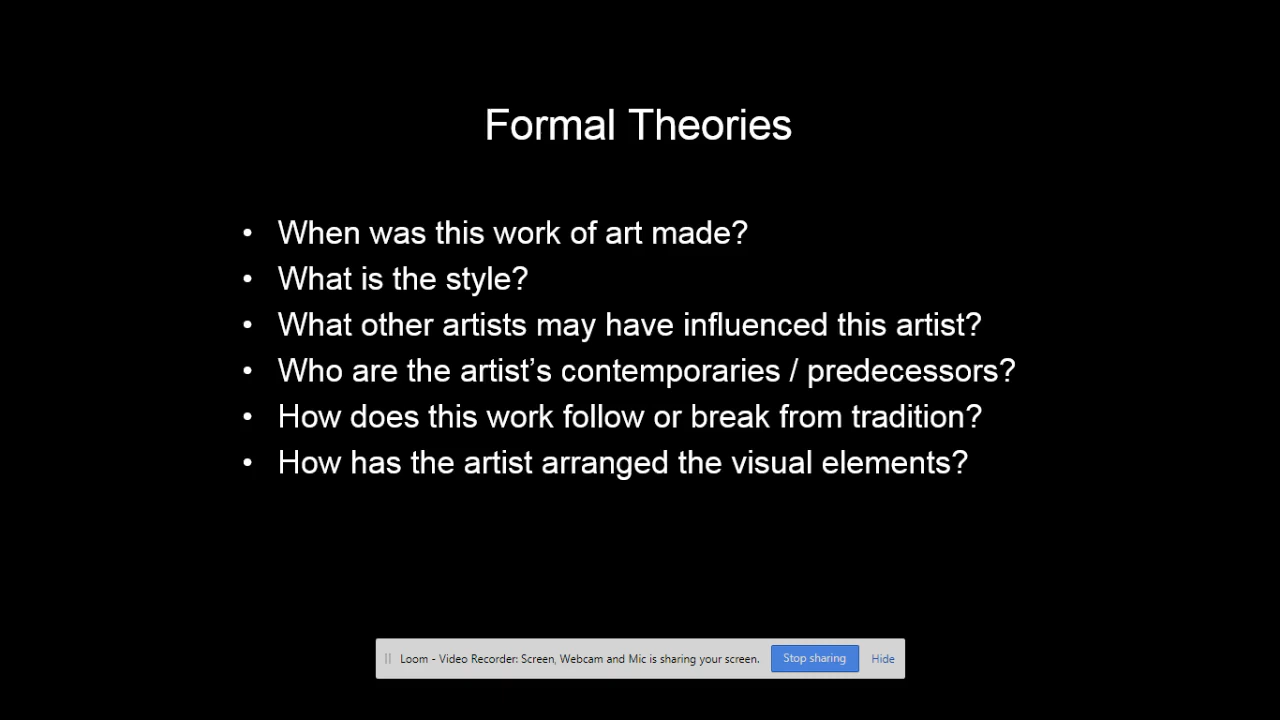 Formal Theories
• When was this work of art made?
• What is the style?
• What other artists may have influenced this artist?
• Who are the artist’s contemporaries / predecessors?
• How does this work follow or break from tradition?
• How has the artist arranged the visual elements?
Loom - Video Recorder: Screen, Webcam and Mic is sharing your screen. Stop sharing Hide